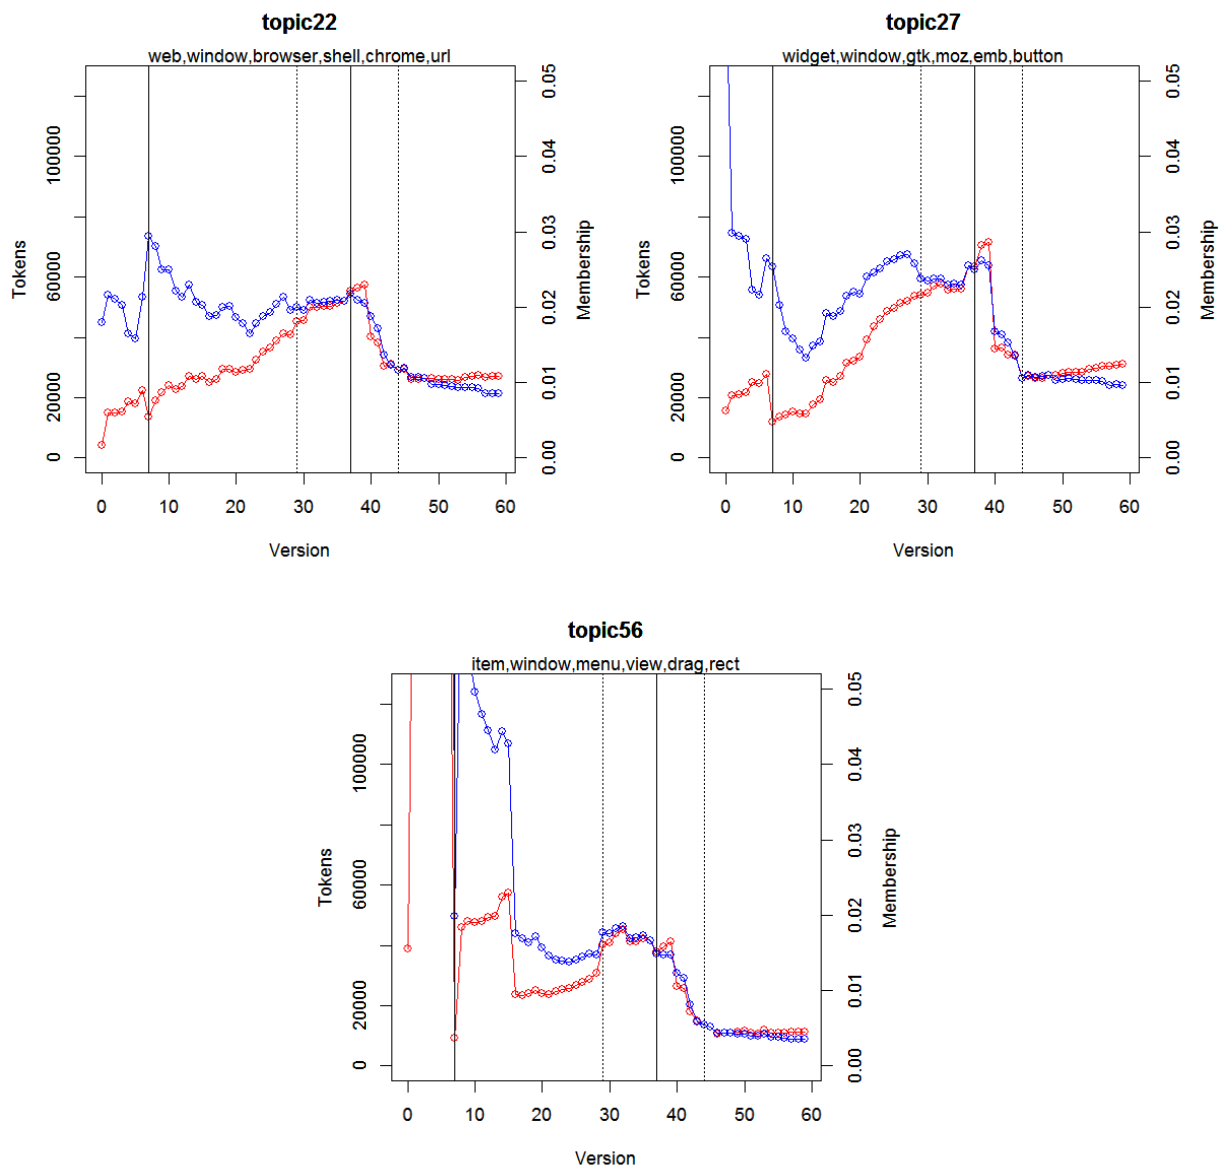 topic22
web,window,browser,shell,chrome,url
Tokens
0
20000
60000
100000
Membership
0.00
0.01
0.02
0.03
0.04
0.05
0 10 20 30 40 50 60
Version
topic27
widget,window,gtk,moz,emb,button
Tokens
0
20000
60000
100000
Membership
0.00
0.01
0.02
0.03
0.04
0.05
0 10 20 30 40 50 60
Version
topic56
item,window,menu,view,drag,rect
Tokens
0
20000
60000
100000
Membership
0.00
0.01
0.02
0.03
0.04
0.05
0 10 20 30 40 50 60
Version